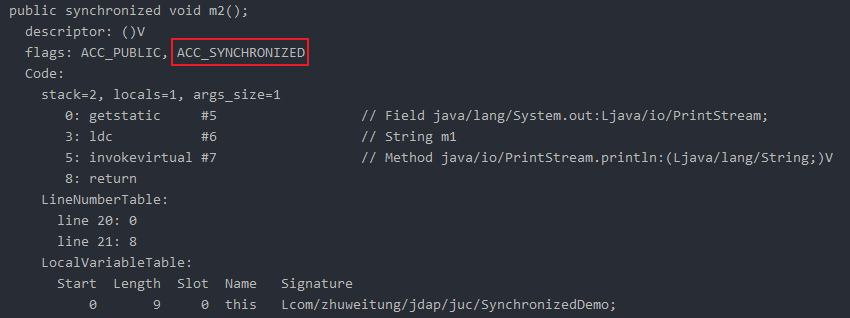 public synchronized void m2();
  descriptor: ()V
  flags: ACC_PUBLIC, ACC_SYNCHRONIZED
  Code:
    stack=2, locals=1, args_size=1
       0: getstatic     #5                  // Field java/lang/System.out:Ljava/io/PrintStream;
       3: ldc           #6                  // String m1
       5: invokevirtual #7                  // Method java/io/PrintStream.println:(Ljava/lang/String;)V
       8: return
    LineNumberTable:
      line 20: 0
      line 21: 8
    LocalVariableTable:
      Start  Length  Slot  Name   Signature
          0       9     0  this   Lcom/zhuweitung/jdap/juc/SynchronizedDemo;